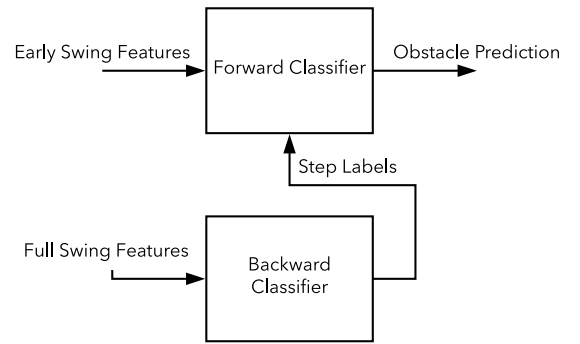 Early Swing Features
Forward Classifier
Obstacle Prediction
Step Labels
Full Swing Features
Backward
Classifier